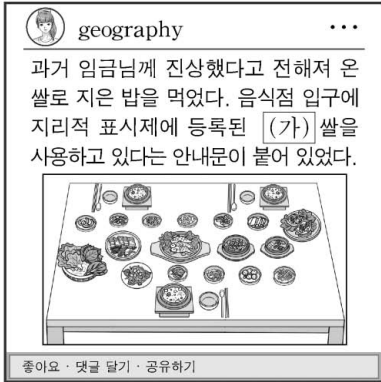 geography
···
과거 임금님께 진상했다고 전해져 온
쌀로 지은 밥을 먹었다. 음식점 입구에
지리적 표시제에 등록된 (가) 쌀을
사용하고 있다는 안내문이 붙어 있었다.
좋아요 · 댓글 달기 · 공유하기